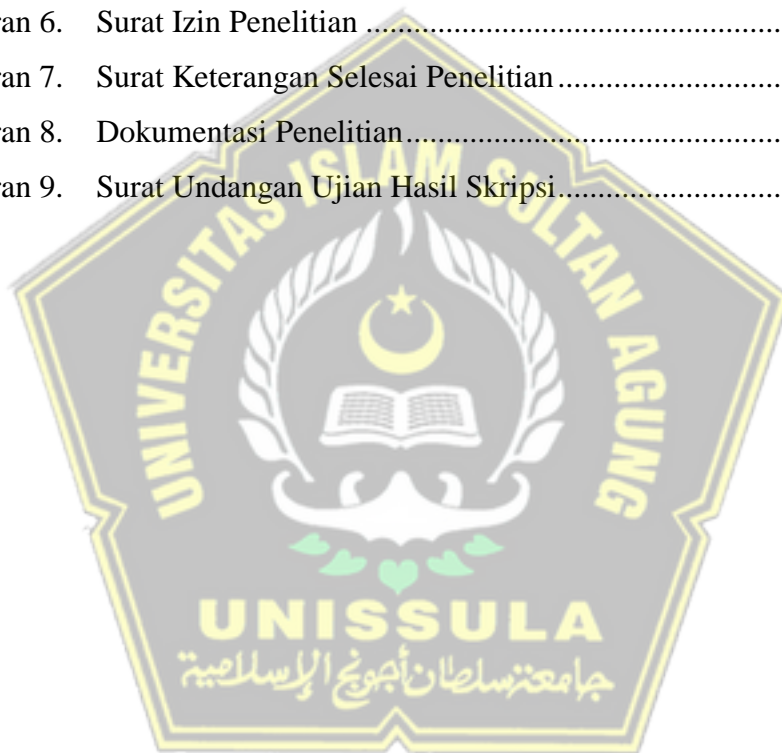 ran 6. Surat Izin Penelitian ........................................................
ran 7. Surat Keterangan Selesai Penelitian ..............................
ran 8. Dokumentasi Penelitian ..................................................
ran 9. Surat Undangan Ujian Hasil Skripsi ..............................
UNIVERSITAS ISLAM SULTAN AGUNG
UNISSULA
جامعة سلطان أجونج الإسلامية